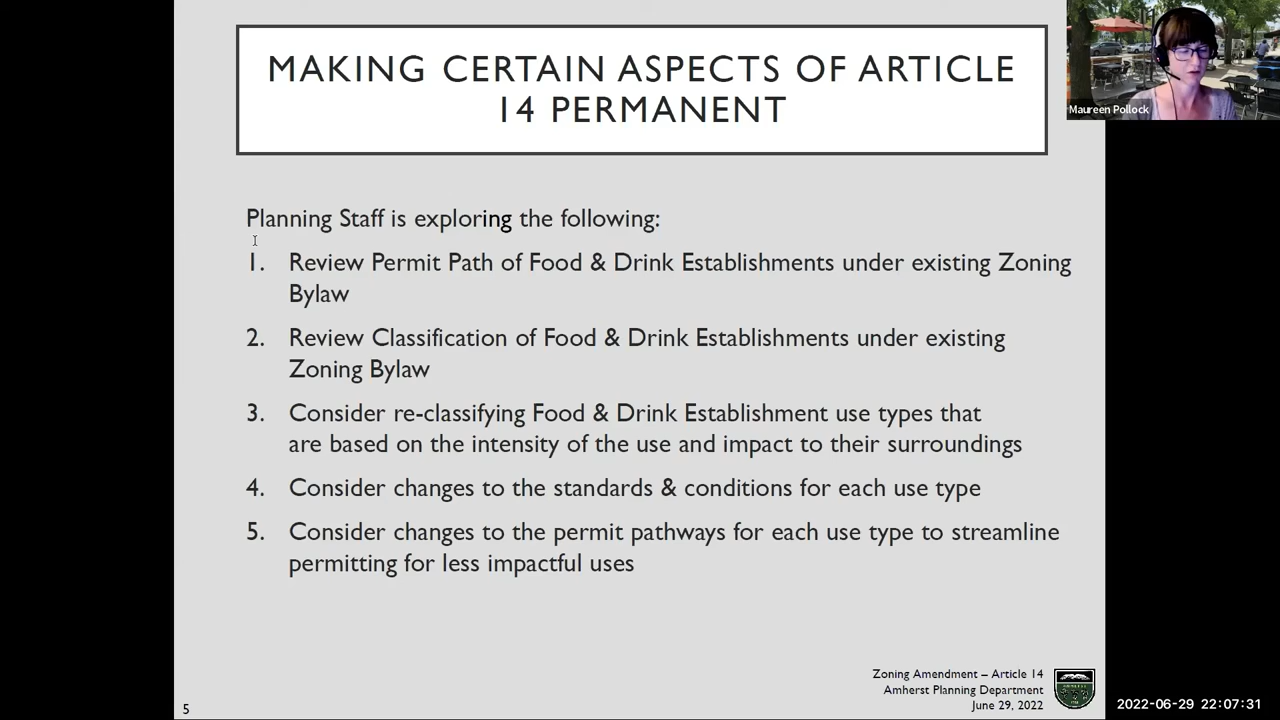 MAKING CERTAIN ASPECTS OF ARTICLE
14 PERMANENT
Maureen Pollock
Planning Staff is exploring the following:
1. Review Permit Path of Food & Drink Establishments under existing Zoning
Bylaw
2. Review Classification of Food & Drink Establishments under existing
Zoning Bylaw
3. Consider re-classifying Food & Drink Establishment use types that
are based on the intensity of the use and impact to their surroundings
4. Consider changes to the standards & conditions for each use type
5. Consider changes to the permit pathways for each use type to streamline
permitting for less impactful uses
Zoning Amendment – Article 14
Amherst Planning Department
June 29, 2022
5
2022-06-29 22:07:31